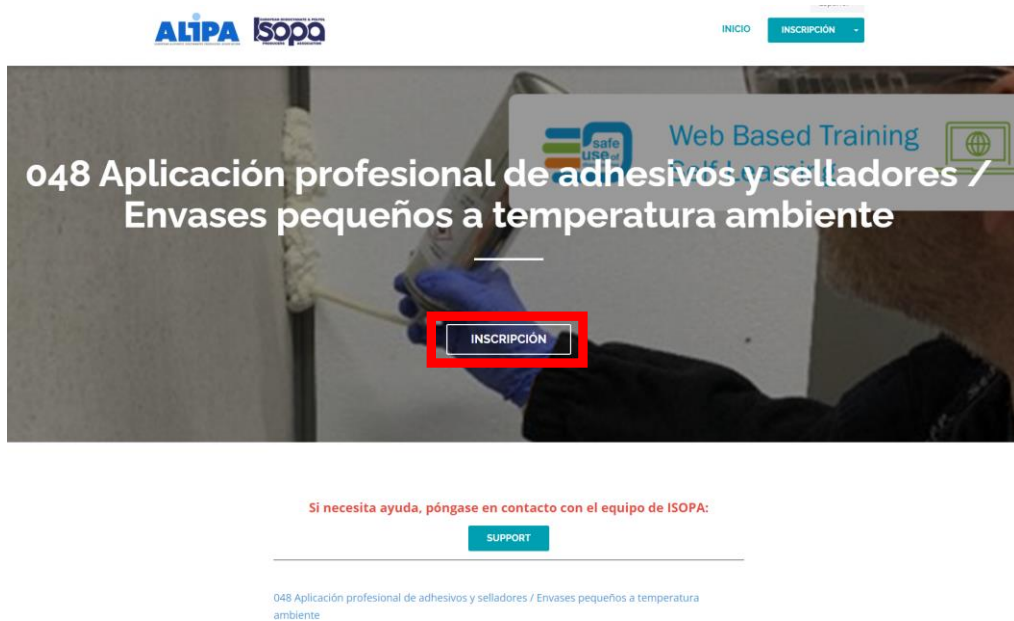 ALIPA
Isopa
INICIO
INSCRIPCIÓN
safe
use of
Web Based Training
048 Aplicación profesional de adhesivos y selladores /
Envases pequeños a temperatura ambiente
INSCRIPCIÓN
Si necesita ayuda, póngase en contacto con el equipo de ISOPA:
SUPPORT
048 Aplicación profesional de adhesivos y selladores / Envases pequeños a temperatura
ambiente